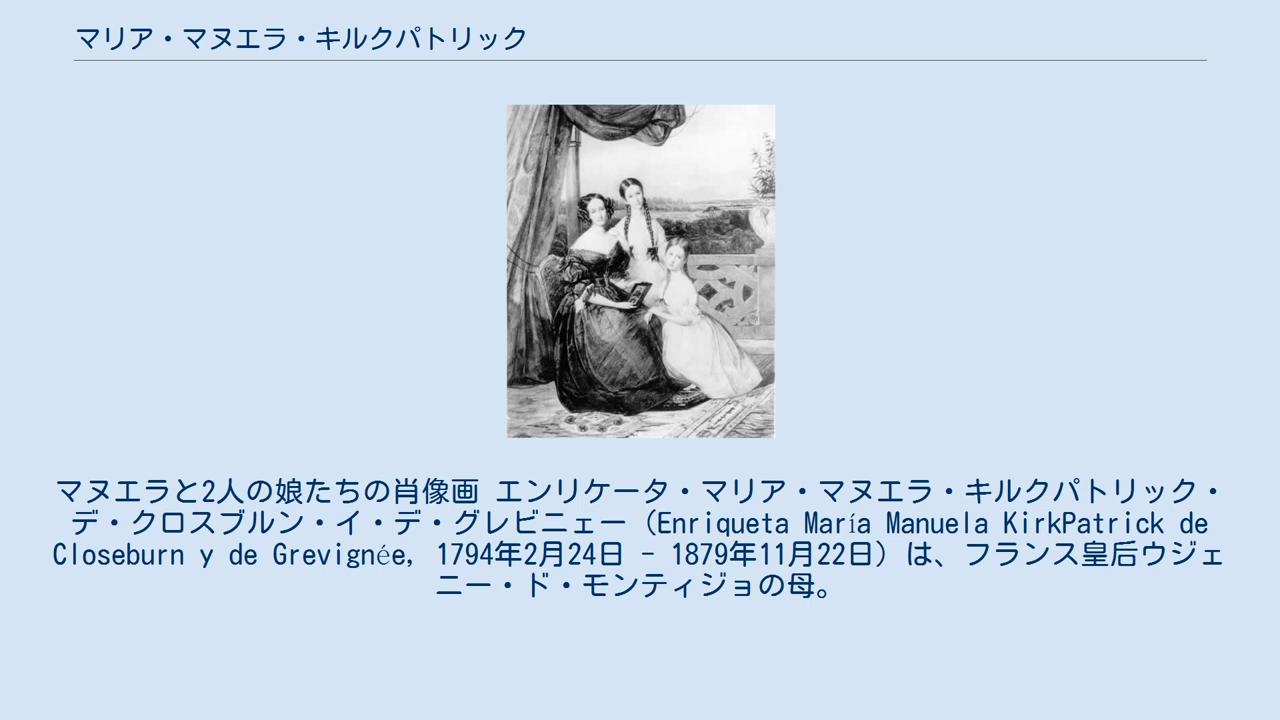 マリア・マヌエラ・キルクパトリック
マヌエラと2人の娘たちの肖像画 エンリケータ・マリア・マヌエラ・キルクパトリック・
デ・クロスブルン・イ・デ・グレビニェー（Enriqueta María Manuela KirkPatrick de
Closeburn y de Grevignée, 1794年2月24日 - 1879年11月22日）は、フランス皇后ウジェ
ニー・ド・モンティジョの母。